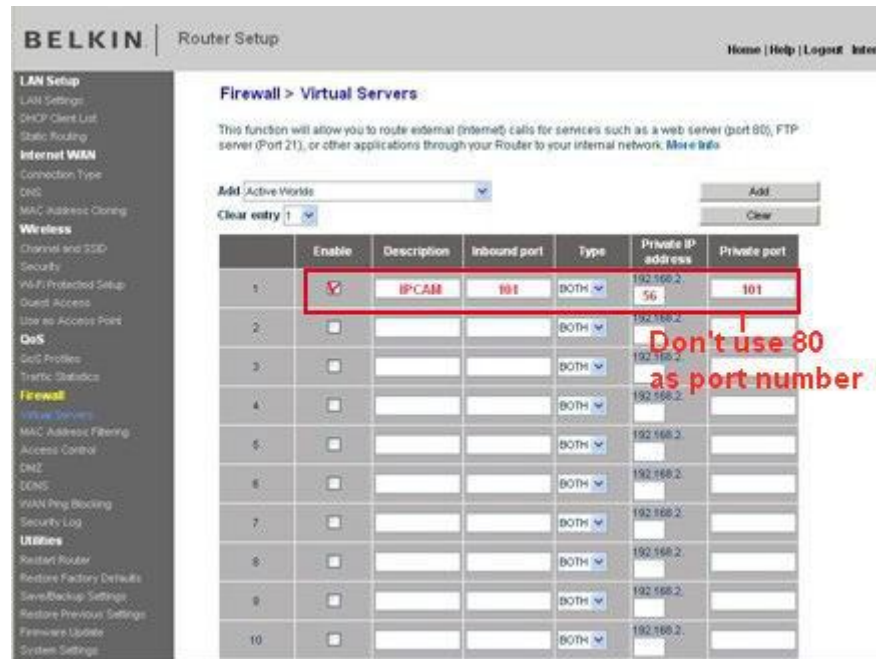 BELKIN | Router Setup
Home | Help | Logout Inter
LAN Setup
LAN Settings
DHCP Client List
Static Routing
Internet WAN
Connection Type
DNS
MAC Address Cloning
Wireless
Channel and SSID
Security
Wi-Fi Protected Setup
Guest Access
Use as Access Point
QoS
QoS Profiles
Traffic Statistics
Firewall
Virtual Servers
MAC Address Filtering
Access Control
DMZ
DDNS
WAN Ping Blocking
Security Log
Utilities
Restart Router
Restore Factory Defaults
Save/Backup Settings
Restore Previous Settings
Firmware Update
System Settings
Firewall > Virtual Servers
This function will allow you to route external (Internet) calls for services such as a web server (port 80), FTP
server (Port 21), or other applications through your Router to your internal network. More Info
Add Active Worlds Add
Clear entry 1 Clear
Enable Description Inbound port Type Private IP address Private port
1 IPCAM 101 BOTH 192.168.2. 56 101
2 BOTH 192.168.2.
Don't use 80
as port number
3 BOTH 192.168.2.
4 BOTH 192.168.2.
5 BOTH 192.168.2.
6 BOTH 192.168.2.
7 BOTH 192.168.2.
8 BOTH 192.168.2.
9 BOTH 192.168.2.
10 BOTH 192.168.2.